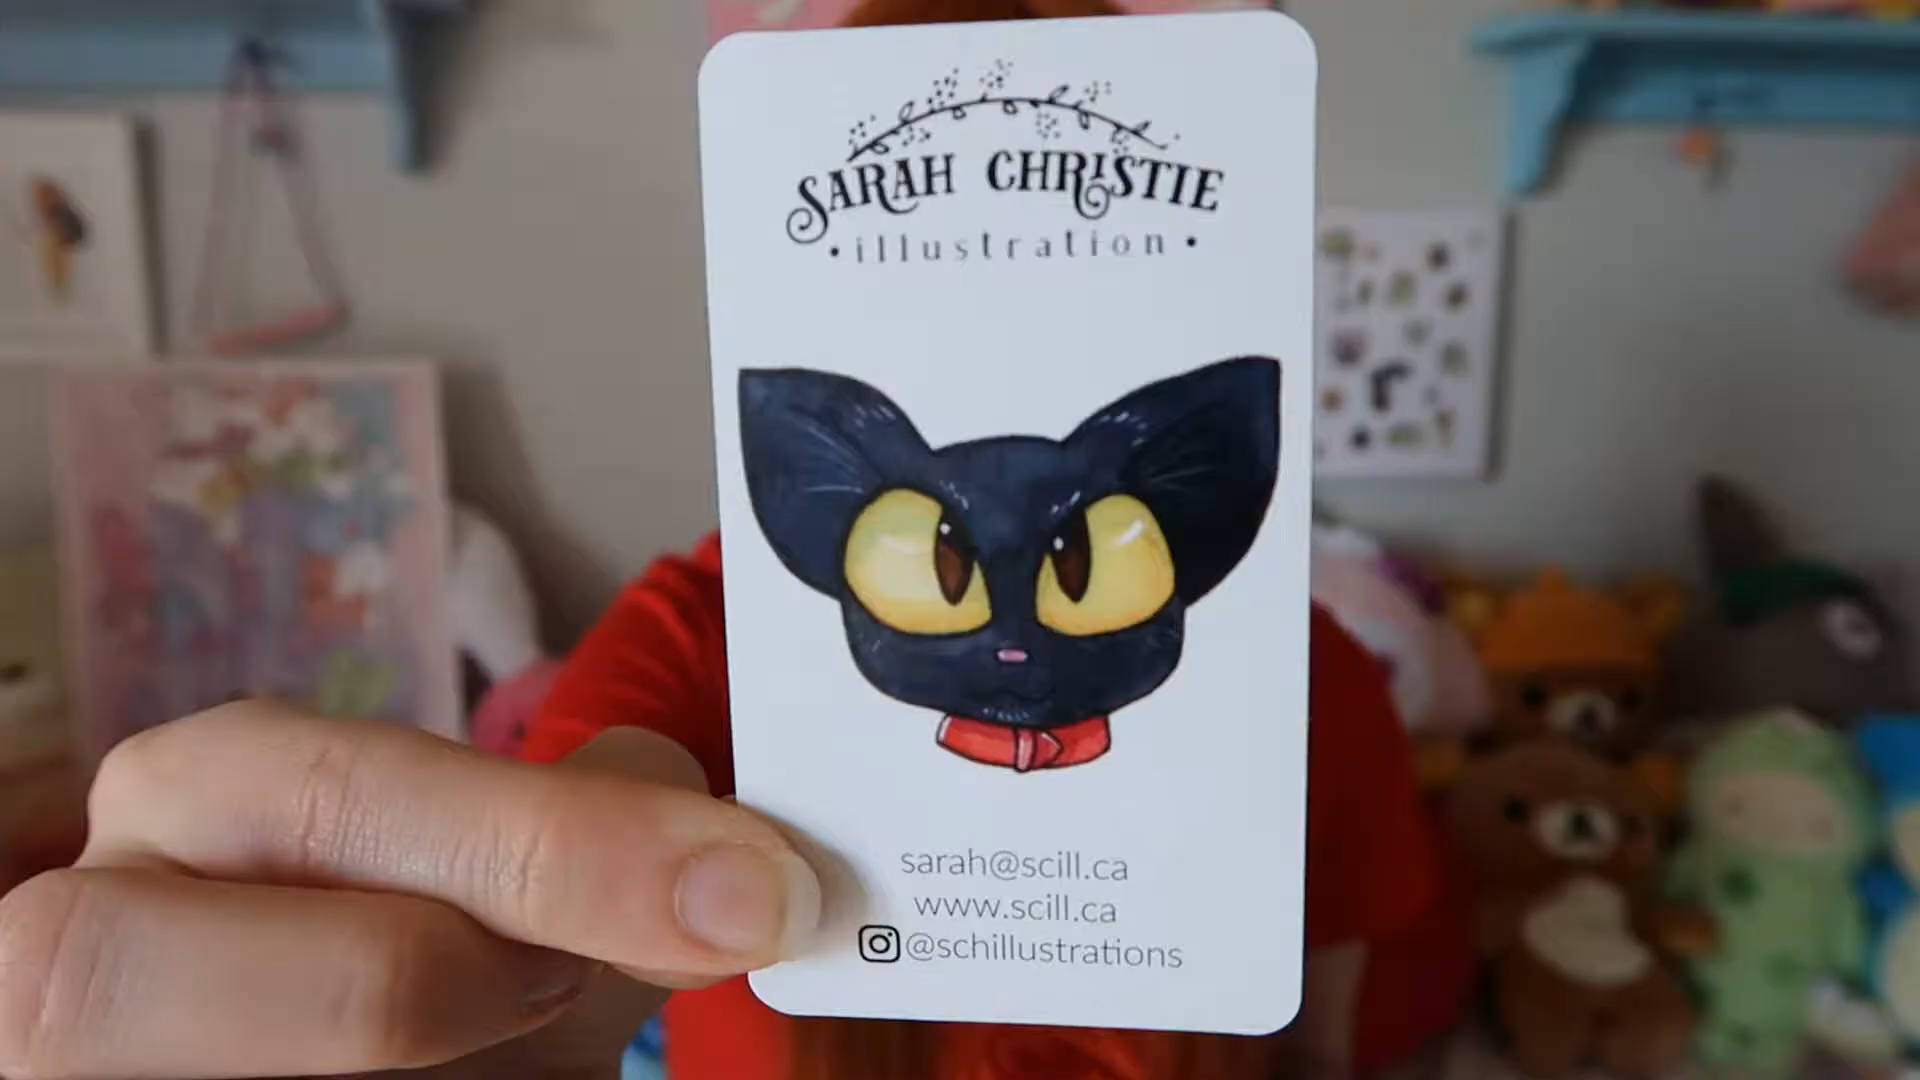 SARAH CHRISTIE
• illustration •
sarah@scill.ca
www.scill.ca
@schillustrations